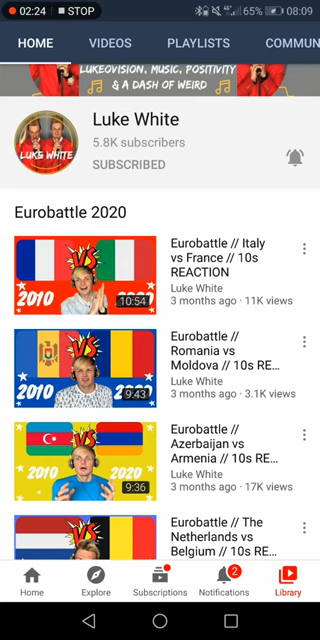 02:24 STOP 65% 08:09
HOME VIDEOS PLAYLISTS COMMUN
LUKEOVISION, MUSIC, POSITIVITY
& A DASH OF WEIRD
Luke White
5.8K subscribers
SUBSCRIBED
LUKE WHITE
Eurobattle 2020
VS
2010
10:54
Eurobattle // Italy
vs France // 10s
REACTION
Luke White
3 months ago · 11K views
VS
2010
9:43
Eurobattle //
Romania vs
Moldova // 10s RE...
Luke White
3 months ago · 3.1K views
VS
2010 2020
9:36
Eurobattle //
Azerbaijan vs
Armenia // 10s RE...
Luke White
3 months ago · 17K views
VS
Eurobattle // The
Netherlands vs
Belgium // 10s RE...
2
Home Explore Subscriptions Notifications Library